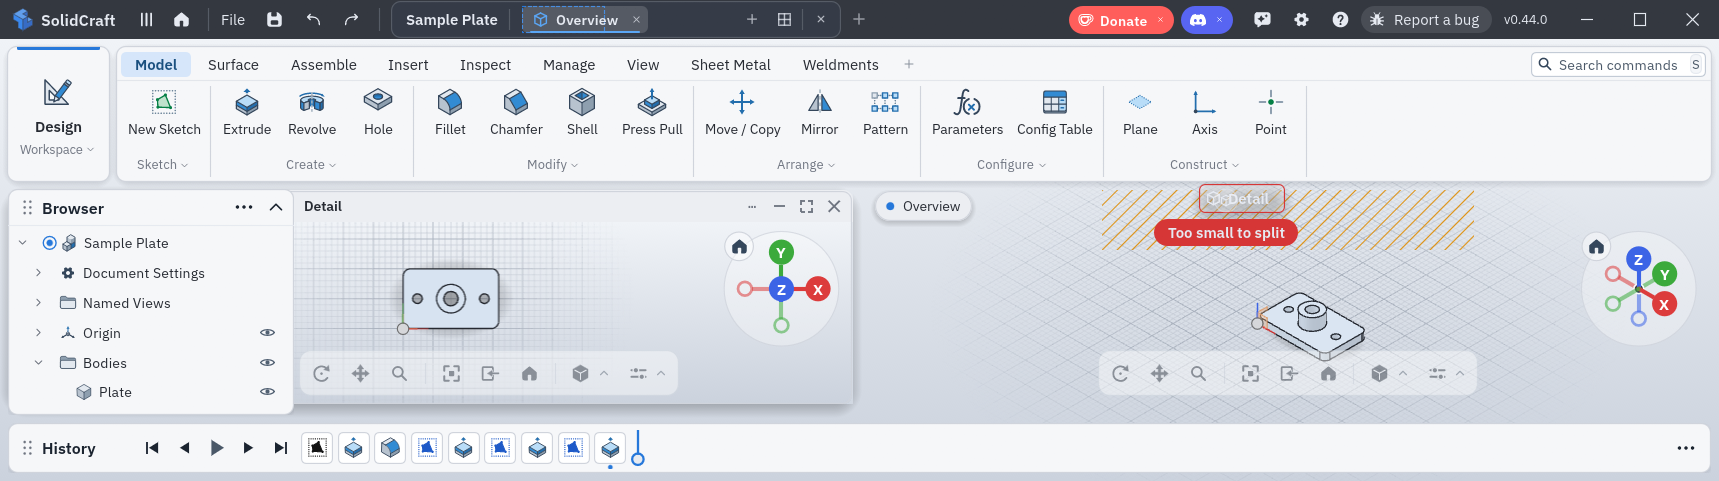 SolidCraft File Sample Plate Overview Donate Report a bug v0.44.0
Model Surface Assemble Insert Inspect Manage View Sheet Metal Weldments Search commands S
Design
Workspace
New Sketch Extrude Revolve Hole Fillet Chamfer Shell Press Pull Move / Copy Mirror Pattern Parameters Config Table Plane Axis Point
Sketch Create Modify Arrange Configure Construct
Browser
Sample Plate
Document Settings
Named Views
Origin
Bodies
Plate
Detail
Y
Z X
Overview
Detail
Too small to split
Z
Y
X
History